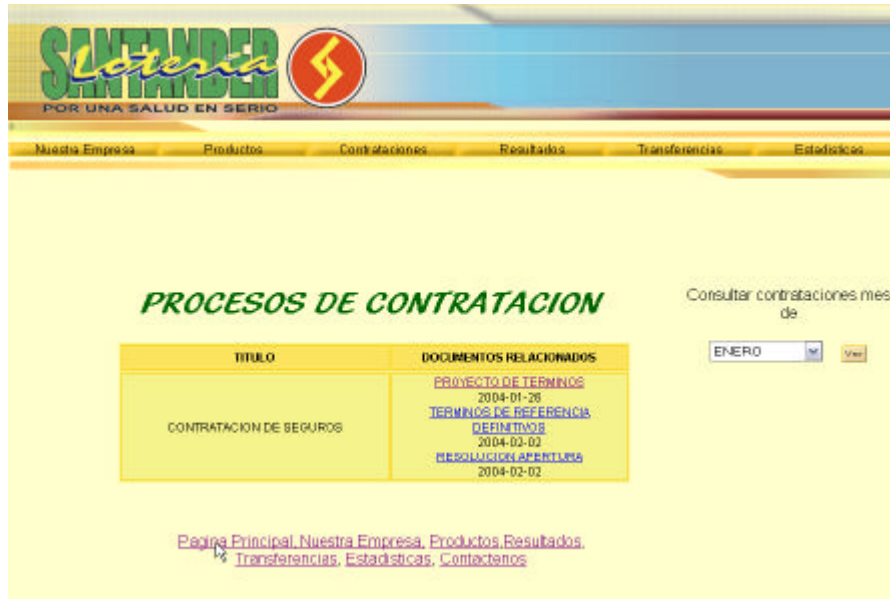 SANTANDER
Lotería
POR UNA SALUD EN SERIO
Nuestra Empresa Productos Contrataciones Resultados Transferencias Estadisticas
PROCESOS DE CONTRATACION
Consultar contrataciones mes
de
ENERO Ver
TITULO DOCUMENTOS RELACIONADOS
CONTRATACION DE SEGUROS
PROYECTO DE TERMINOS
2004-01-26
TERMINOS DE REFERENCIA
DEFINITIVOS
2004-02-02
RESOLUCION APERTURA
2004-02-02
Pagina Principal, Nuestra Empresa, Productos,Resultados,
Transferencias, Estadisticas, Contactenos